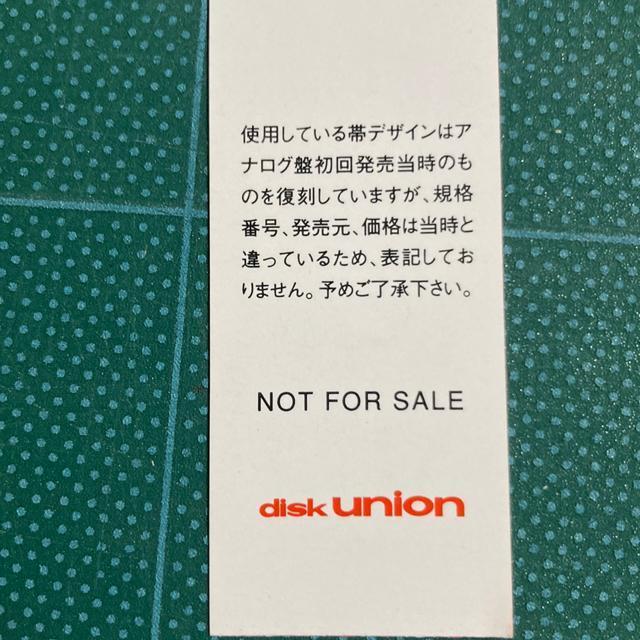 使用している帯デザインはア
ナログ盤初回発売当時のも
のを復刻していますが、規格
番号、発売元、価格は当時と
違っているため、表記してお
りません。予めご了承下さい。
NOT FOR SALE
disk union